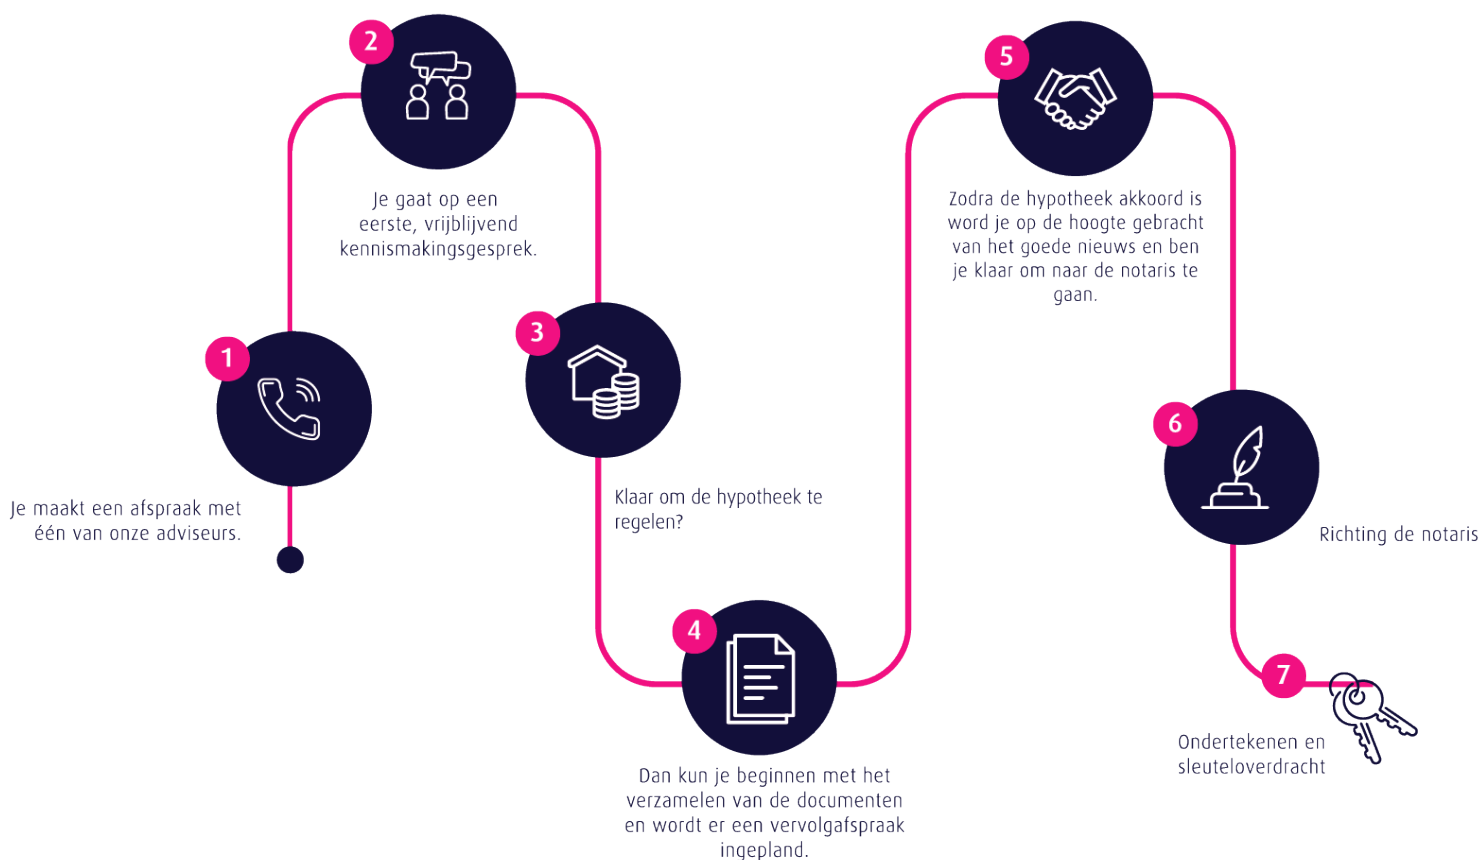 1
Je maakt een afspraak met
één van onze adviseurs.
2
Je gaat op een
eerste, vrijblijvend
kennismakingsgesprek.
3
Klaar om de hypotheek te
regelen?
4
Dan kun je beginnen met het
verzamelen van de documenten
en wordt er een vervolgafspraak
ingepland.
5
Zodra de hypotheek akkoord is
word je op de hoogte gebracht
van het goede nieuws en ben
je klaar om naar de notaris te
gaan.
6
Richting de notaris
7
Ondertekenen en
sleuteloverdracht